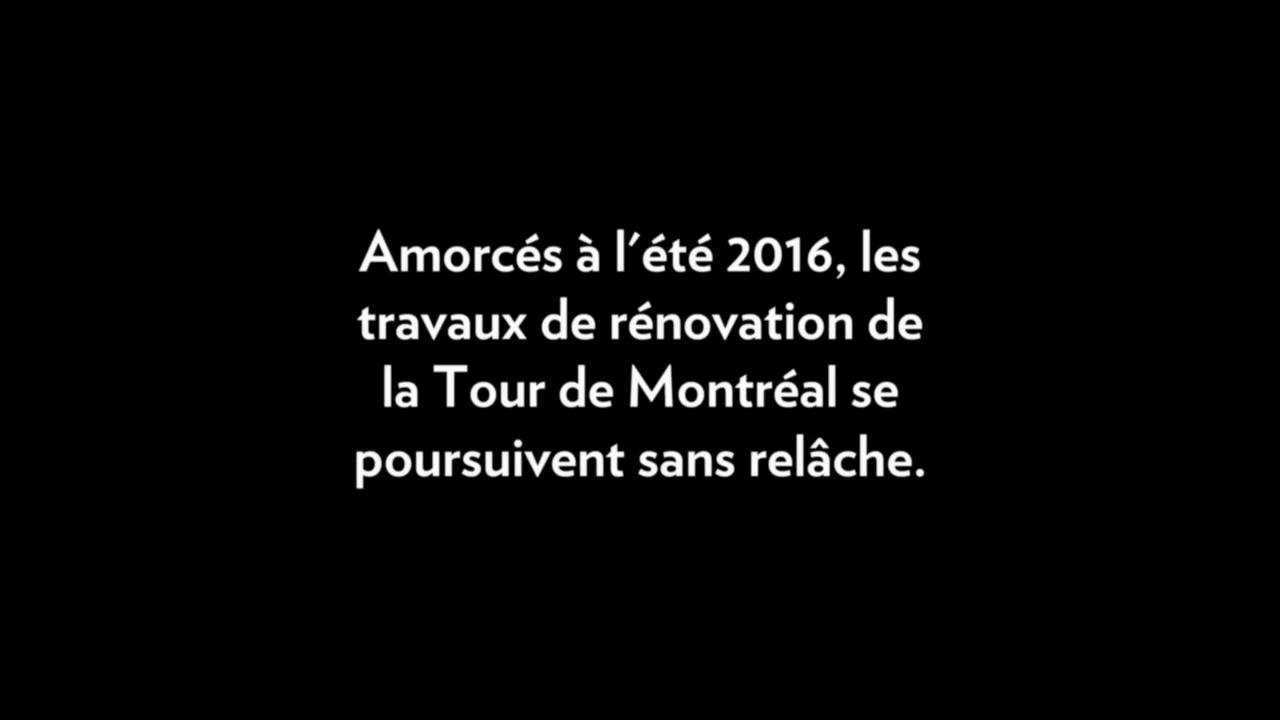 Amorcés à l'été 2016, les
travaux de rénovation de
la Tour de Montréal se
poursuivent sans relâche.